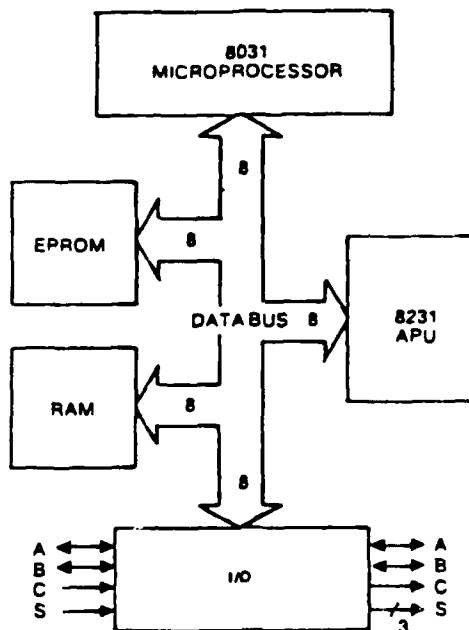 8031
MICROPROCESSOR
8
EPROM
8
8231
APU
DATABUS 8
RAM
8
8
I/O
A
B
C
S
A
B
C
S
3